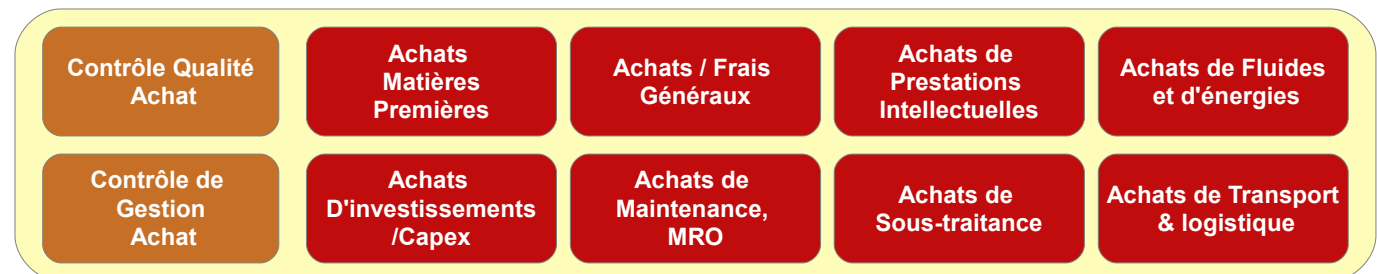 Contrôle Qualité
Achat
Achats
Matières
Premières
Achats / Frais
Généraux
Achats de
Prestations
Intellectuelles
Achats de Fluides
et d'énergies
Contrôle de
Gestion
Achat
Achats
D'investissements
/Capex
Achats de
Maintenance,
MRO
Achats de
Sous-traitance
Achats de Transport
& logistique